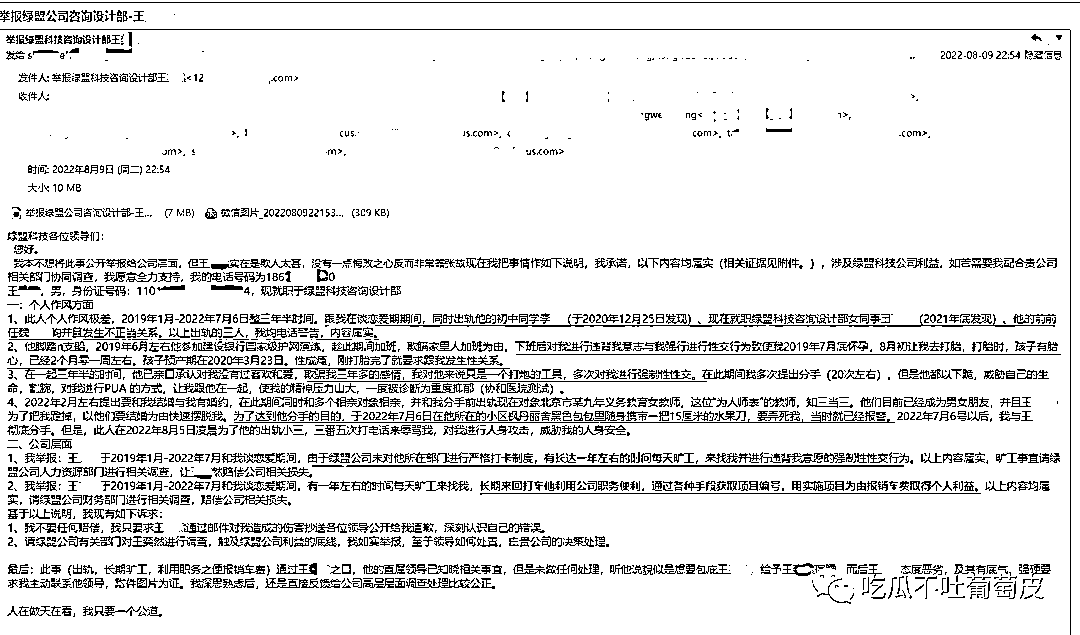 举报绿盟公司咨询设计部-王
举报绿盟科技咨询设计部王
发给 s
2022-08-09 22:54 隐藏信息
发件人: 举报绿盟科技咨询设计部王 <12 .com>
收件人:
时间: 2022年8月9日 (周二) 22:54
大小: 10 MB
举报绿盟公司咨询设计部-王... (7 MB) 微信图片_2022080922153... (309 KB)
绿盟科技各位领导们:
您好。
我本不想将此事公开举报给公司层面，但王 实在是欺人太甚，没有一点悔改之心反而非常嚣张故现在我把事情作如下说明，我承诺，以下内容均属实（相关证据见附件。），涉及绿盟科技公司利益，如若需要我配合贵公司
相关部门协同调查，我愿意全力支持，我的电话号码为186 0
王 ，男，身份证号码：110 4，现就职于绿盟科技咨询设计部
一：个人作风方面
1、此人个人作风极差，2019年1月-2022年7月6日整三年半时间。跟我在谈恋爱期期间，同时出轨他的初中同学李 （于2020年12月25日发现）、现在就职绿盟科技咨询设计部女同事王 （2021年底发现）、他的前前
任魏 均并且发生不正当关系。以上出轨的三人，我均电话警告，内容属实。
2、他脚踏n支船，2019年6月左右他参加建设银行国家级护网演练，趁此期间加班，欺瞒家里人加班为由，下班后对我进行违背我意志与我强行进行性交行为致使我2019年7月底怀孕，8月初让我去打胎，打胎时，孩子有胎
心，已经2个月零一周左右。孩子预产期在2020年3月23日。性成瘾，刚打胎完了就要求跟我发生性关系。
3、在一起三年半的时间，他已亲口承认对我没有过喜欢和爱，欺骗我三年多的感情，我对他来说只是一个打炮的工具，多次对我进行强制性性交。在此期间我多次提出分手（20次左右），但是他都以下跪，威胁自己的生
命，割腕，对我进行PUA 的方式，让我跟他在一起，使我的精神压力山大，一度被诊断为重度抑郁（协和医院测试）。
4、2022年2月左右提出要和我结婚与我有婚约，在此期间同时和多个相亲对象相亲，并和我分手前出轨现在对象北京市某九年义务教育女教师，这位“为人师表”的教师，知三当三。他们目前已经成为男女朋友，并且王
为了把我甩掉，以他们要结婚为由快速摆脱我。为了达到他分手的目的，于2022年7月6日在他所在的小区枫丹丽舍黑色包包里随身携带一把15厘米的水果刀，要弄死我，当时就已经报警。2022年7月6号以后，我与王
彻底分手。但是，此人在2022年8月5日凌晨为了他的出轨小三，三番五次打电话来辱骂我，对我进行人身攻击，威胁我的人身安全。
二、公司层面
1、我举报：王 于2019年1月-2022年7月和我谈恋爱期间，由于绿盟公司未对他所在部门进行严格打卡制度，有长达一年左右的时间每天旷工，来找我并进行违背我意愿的强制性性交行为。以上内容属实，旷工事宜请绿
盟公司人力资源部门进行相关调查，让 赔偿公司相关损失。
2、我举报：王 于2019年1月-2022年7月和我谈恋爱期间，有一年左右的时间每天旷工来找我，长期来回打车他利用公司职务便利，通过各种手段获取项目编号，用实施项目为由报销车费取得个人利益。以上内容均属
实，请绿盟公司财务部门进行相关调查，赔偿公司相关损失。
基于以上说明，我现有如下诉求：
1、我不要任何赔偿，我只要求王 通过邮件对我造成的伤害抄送各位领导公开给我道歉，深刻认识自己的错误。
2、请绿盟公司有关部门对王奕然进行调查，触及绿盟公司利益的底线，我如实举报，至于领导如何处置，在贵公司的决策处理。
最后：此事（出轨，长期旷工，利用职务之便报销车费）通过王 之口，他的直属领导已知晓相关事宜，但是未做任何处理，听他说貌似是想要包庇王 ，给予王 而后王 态度恶劣，及其有底气，强硬要
求我主动联系他领导，附件图片为证。我深思熟虑后，还是直接反馈给公司高层层面调查处理比较公正。
人在做天在看，我只要一个公道。
吃瓜不吐葡萄皮